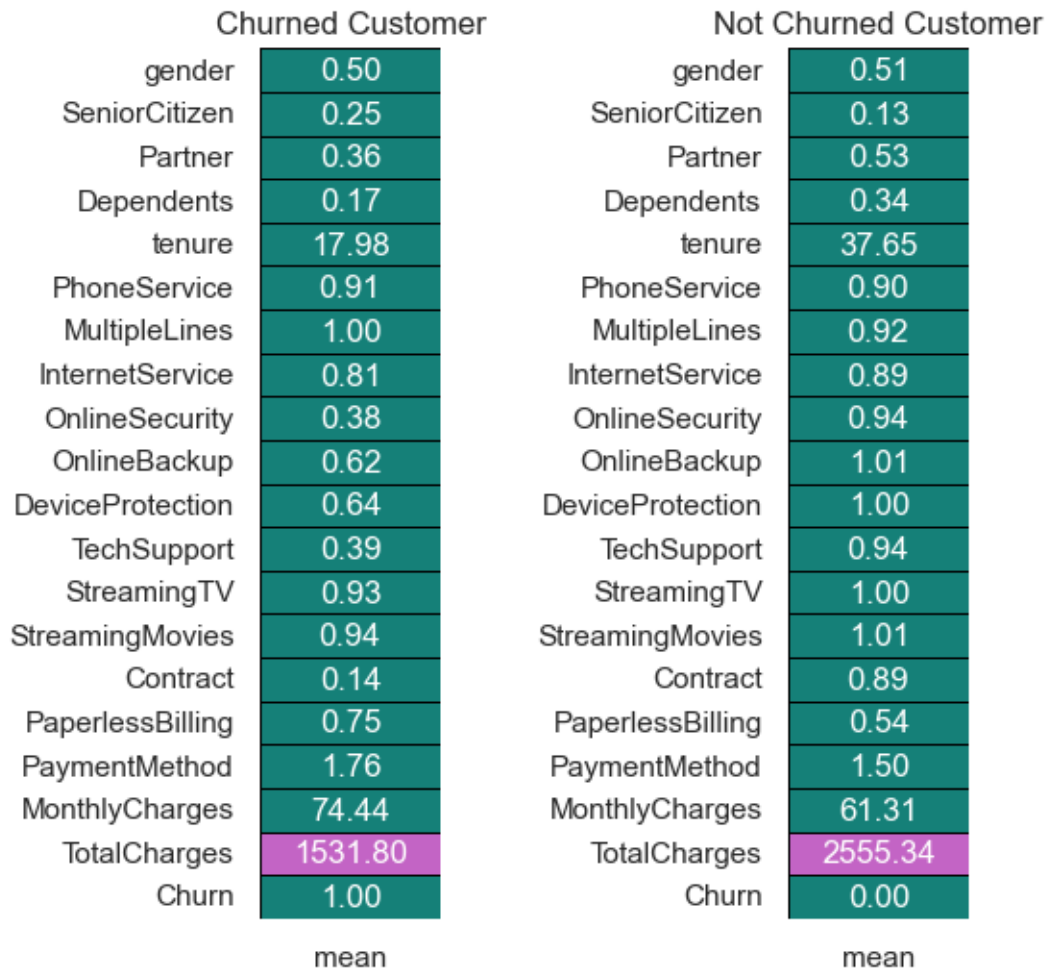 Churned Customer
gender 0.50
SeniorCitizen 0.25
Partner 0.36
Dependents 0.17
tenure 17.98
PhoneService 0.91
MultipleLines 1.00
InternetService 0.81
OnlineSecurity 0.38
OnlineBackup 0.62
DeviceProtection 0.64
TechSupport 0.39
StreamingTV 0.93
StreamingMovies 0.94
Contract 0.14
PaperlessBilling 0.75
PaymentMethod 1.76
MonthlyCharges 74.44
TotalCharges 1531.80
Churn 1.00
mean
Not Churned Customer
gender 0.51
SeniorCitizen 0.13
Partner 0.53
Dependents 0.34
tenure 37.65
PhoneService 0.90
MultipleLines 0.92
InternetService 0.89
OnlineSecurity 0.94
OnlineBackup 1.01
DeviceProtection 1.00
TechSupport 0.94
StreamingTV 1.00
StreamingMovies 1.01
Contract 0.89
PaperlessBilling 0.54
PaymentMethod 1.50
MonthlyCharges 61.31
TotalCharges 2555.34
Churn 0.00
mean